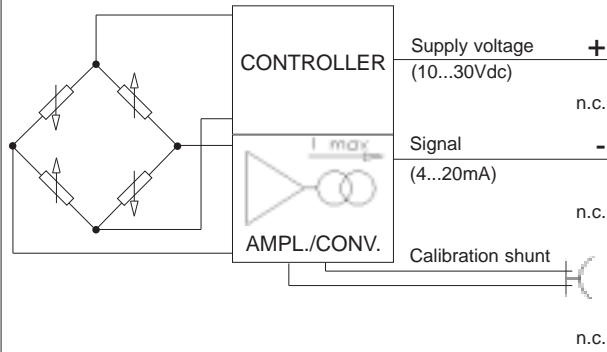 CONTROLLER
Supply voltage +
(10...30Vdc)
n.c.
I max
Signal -
(4...20mA)
n.c.
AMPL./CONV.
Calibration shunt
n.c.